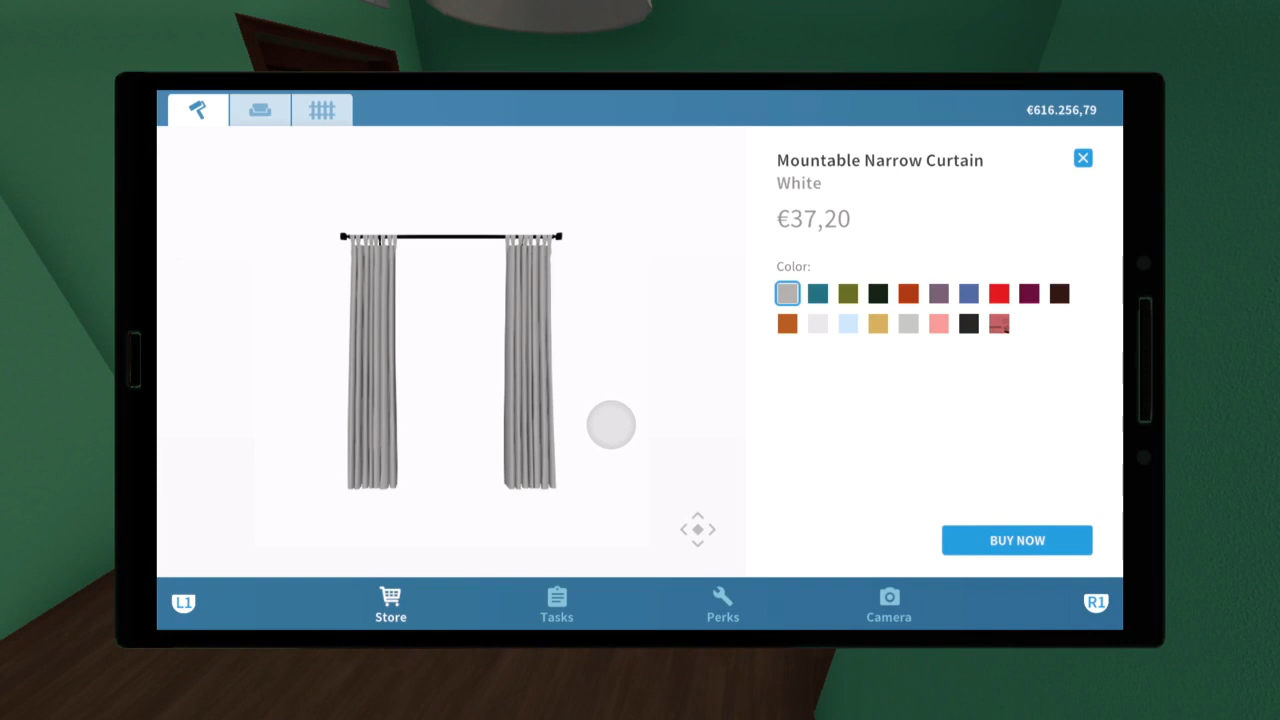 €616.256,79
Mountable Narrow Curtain
White
€37,20
Color:
BUY NOW
L1
Store
Tasks
Perks
Camera
R1